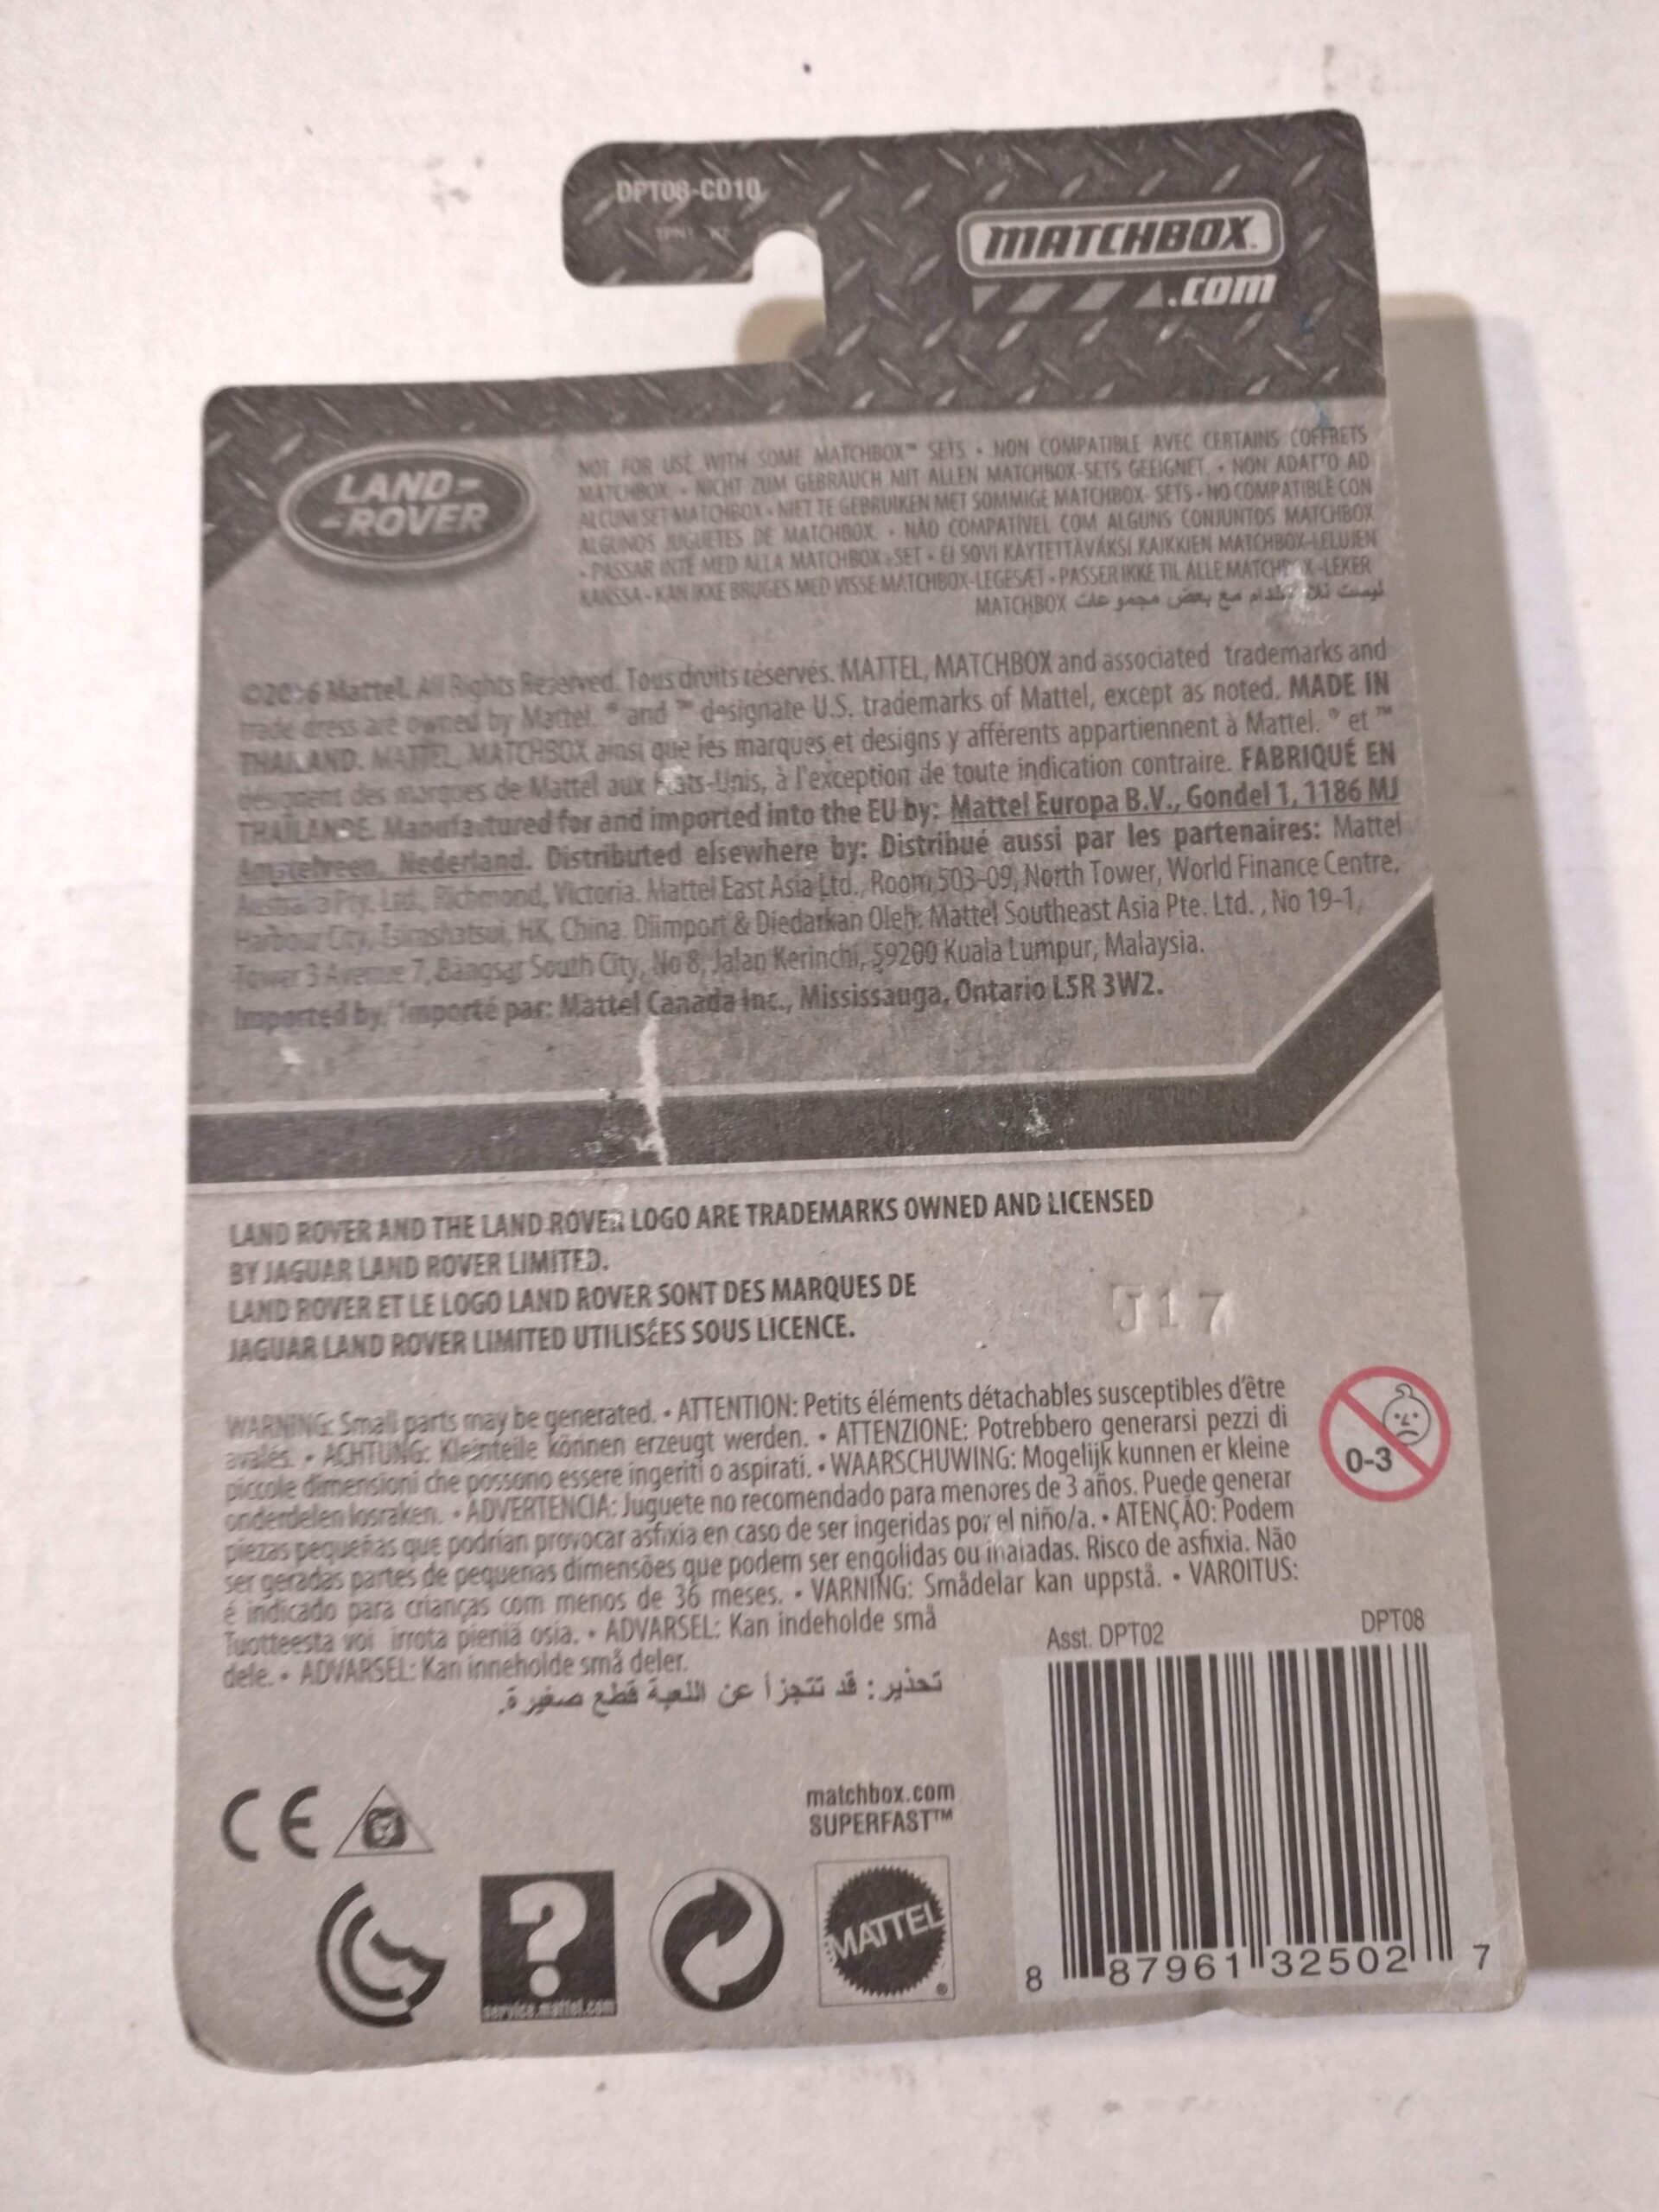 DPT08-CD10
MATCHBOX
.com
LAND-
-ROVER
NOT FOR USE WITH SOME MATCHBOX™ SETS • NON COMPATIBLE AVEC CERTAINS COFFRETS
MATCHBOX. • NICHT ZUM GEBRAUCH MIT ALLEN MATCHBOX-SETS GEEIGNET. • NON ADATTO AD
ALCUNI SET MATCHBOX • NIET TE GEBRUIKEN MET SOMMIGE MATCHBOX- SETS • NO COMPATIBLE CON
ALGUNOS JUGUETES DE MATCHBOX. • NÃO COMPATÍVEL COM ALGUNS CONJUNTOS MATCHBOX
• PASSAR INTE MED ALLA MATCHBOX-SET • EI SOVI KÄYTETTÄVÄKSI KAIKKIEN MATCHBOX-LELUJEN
KANSSA • KAN IKKE BRUGES MED VISSE MATCHBOX-LEGESÆT • PASSER IKKE TIL ALLE MATCHBOX-LEKER
ليست للاستخدام مع بعض مجموعات MATCHBOX
©2016 Mattel. All Rights Reserved. Tous droits réservés. MATTEL, MATCHBOX and associated trademarks and
trade dress are owned by Mattel. ® and ™ designate U.S. trademarks of Mattel, except as noted. MADE IN
THAILAND. MATTEL, MATCHBOX ainsi que les marques et designs y afférents appartiennent à Mattel. ® et ™
désignent des marques de Mattel aux États-Unis, à l'exception de toute indication contraire. FABRIQUÉ EN
THAÏLANDE. Manufactured for and imported into the EU by: Mattel Europa B.V., Gondel 1, 1186 MJ
Amstelveen, Nederland. Distributed elsewhere by: Distribué aussi par les partenaires: Mattel
Australia Pty. Ltd., Richmond, Victoria. Mattel East Asia Ltd., Room 503-09, North Tower, World Finance Centre,
Harbour City, Tsimshatsui, HK, China. Diimport & Diedarkan Oleh: Mattel Southeast Asia Pte. Ltd. , No 19-1,
Tower 3 Avenue 7, Bangsar South City, No 8, Jalan Kerinchi, 59200 Kuala Lumpur, Malaysia.
Imported by/ Importé par: Mattel Canada Inc., Mississauga, Ontario L5R 3W2.
LAND ROVER AND THE LAND ROVER LOGO ARE TRADEMARKS OWNED AND LICENSED
BY JAGUAR LAND ROVER LIMITED.
LAND ROVER ET LE LOGO LAND ROVER SONT DES MARQUES DE
JAGUAR LAND ROVER LIMITED UTILISÉES SOUS LICENCE.
J17
WARNING: Small parts may be generated. • ATTENTION: Petits éléments détachables susceptibles d'être
avalés. • ACHTUNG: Kleinteile können erzeugt werden. • ATTENZIONE: Potrebbero generarsi pezzi di
piccole dimensioni che possono essere ingeriti o aspirati. • WAARSCHUWING: Mogelijk kunnen er kleine
onderdelen losraken. • ADVERTENCIA: Juguete no recomendado para menores de 3 años. Puede generar
piezas pequeñas que podrían provocar asfixia en caso de ser ingeridas por el niño/a. • ATENÇÃO: Podem
ser geradas partes de pequenas dimensões que podem ser engolidas ou inaladas. Risco de asfixia. Não
é indicado para crianças com menos de 36 meses. • VARNING: Smådelar kan uppstå. • VAROITUS:
Tuotteesta voi irrota pieniä osia. • ADVARSEL: Kan indeholde små
dele. • ADVARSEL: Kan inneholde små deler.
تحذير: قد تتجزأ عن اللعبة قطع صغيرة.
0-3
Asst. DPT02
DPT08
CE
matchbox.com
SUPERFAST™
?
service.mattel.com
MATTEL
8 87961 32502 7